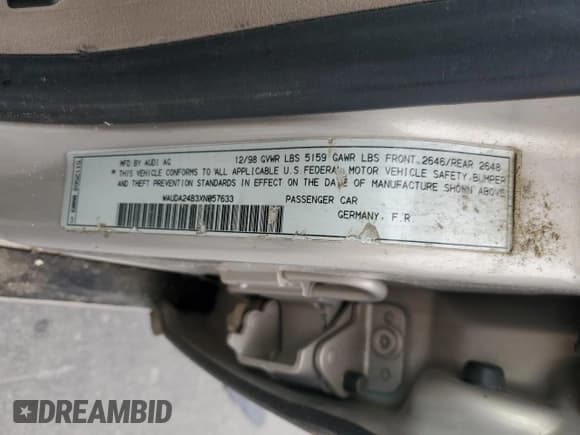 MFD BY AUDI AG 12/98 GVWR LBS 5159 GAWR LBS FRONT 2646/REAR 2648
* THIS VEHICLE CONFORMS TO ALL APPLICABLE U.S FEDERAL MOTOR VEHICLE SAFETY,BUMPER
AND THEFT PREVENTION STANDARDS IN EFFECT ON THE DATE OF MANUFACTURE SHOWN ABOVE
WAUDA2483XN057633 PASSENGER CAR
GERMANY, F.R
DREAMBID